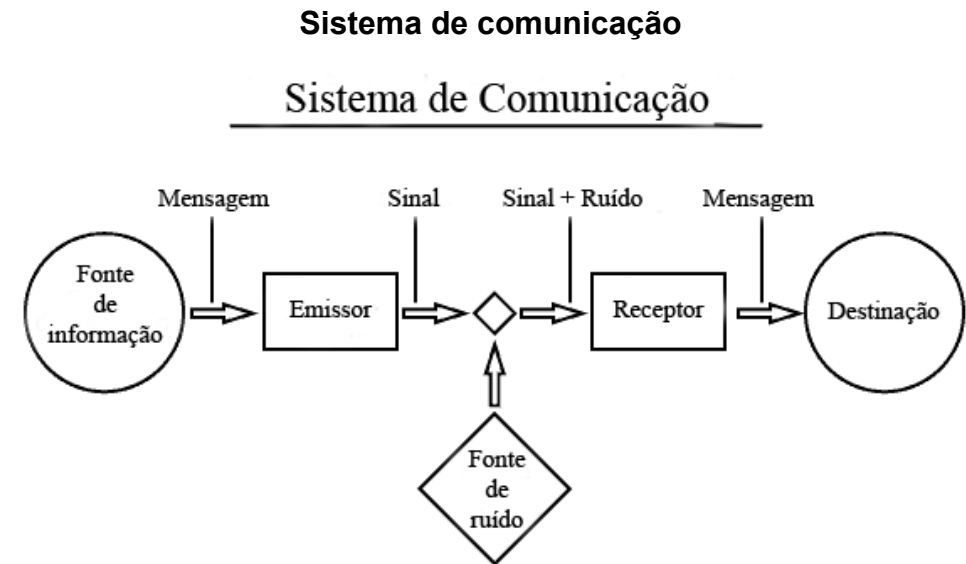 Sistema de comunicação
Sistema de Comunicação
Mensagem
Sinal
Sinal + Ruído
Mensagem
Fonte
de
informação
Emissor
Receptor
Destinação
Fonte
de
ruído